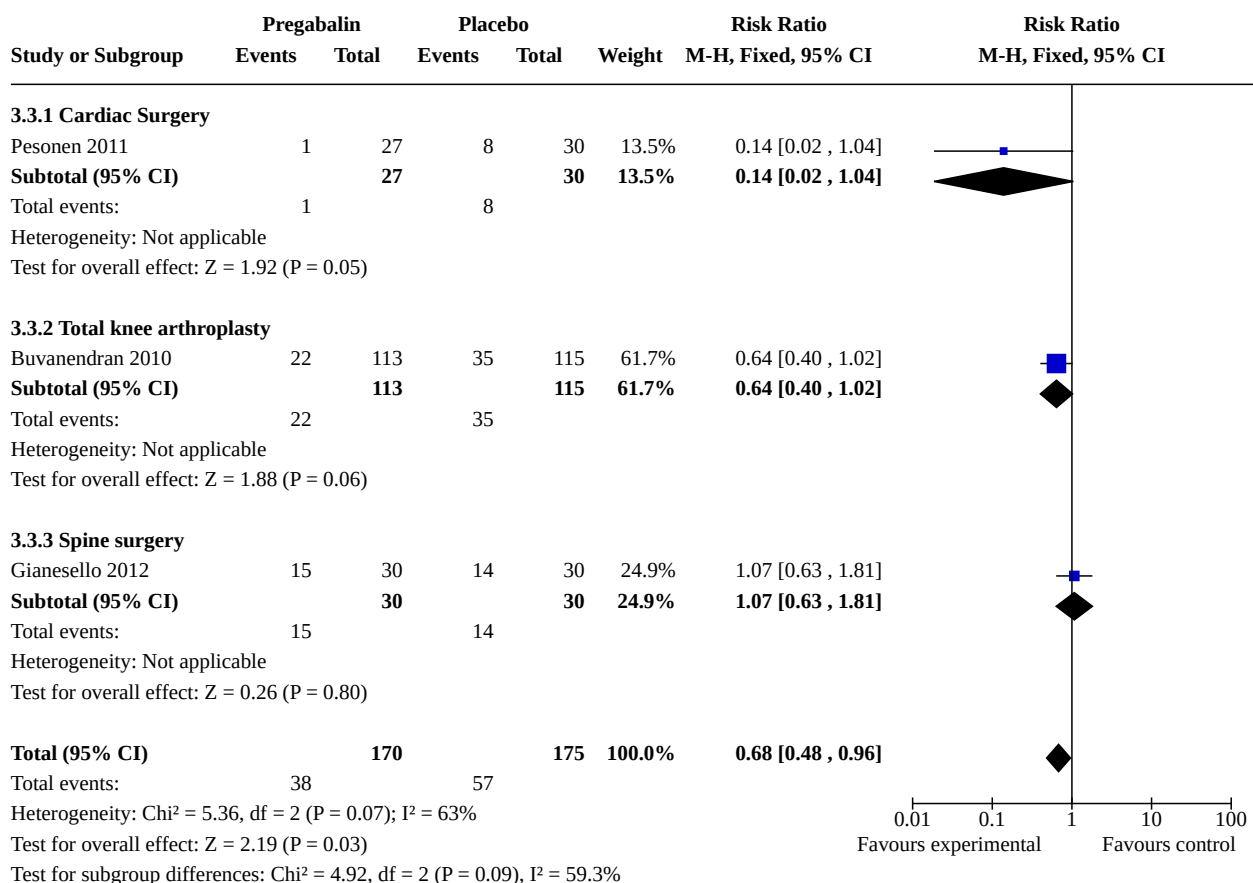 Pregabalin Placebo Risk Ratio Risk Ratio
Study or Subgroup Events Total Events Total Weight M-H, Fixed, 95% CI M-H, Fixed, 95% CI
3.3.1 Cardiac Surgery
Pesonen 2011 1 27 8 30 13.5% 0.14 [0.02 , 1.04]
Subtotal (95% CI) 27 30 13.5% 0.14 [0.02 , 1.04]
Total events: 1 8
Heterogeneity: Not applicable
Test for overall effect: Z = 1.92 (P = 0.05)
3.3.2 Total knee arthroplasty
Buvanendran 2010 22 113 35 115 61.7% 0.64 [0.40 , 1.02]
Subtotal (95% CI) 113 115 61.7% 0.64 [0.40 , 1.02]
Total events: 22 35
Heterogeneity: Not applicable
Test for overall effect: Z = 1.88 (P = 0.06)
3.3.3 Spine surgery
Gianesello 2012 15 30 14 30 24.9% 1.07 [0.63 , 1.81]
Subtotal (95% CI) 30 30 24.9% 1.07 [0.63 , 1.81]
Total events: 15 14
Heterogeneity: Not applicable
Test for overall effect: Z = 0.26 (P = 0.80)
Total (95% CI) 170 175 100.0% 0.68 [0.48 , 0.96]
Total events: 38 57
Heterogeneity: Chi² = 5.36, df = 2 (P = 0.07); I² = 63%
0.01 0.1 1 10 100
Test for overall effect: Z = 2.19 (P = 0.03) Favours experimental Favours control
Test for subgroup differences: Chi² = 4.92, df = 2 (P = 0.09), I² = 59.3%